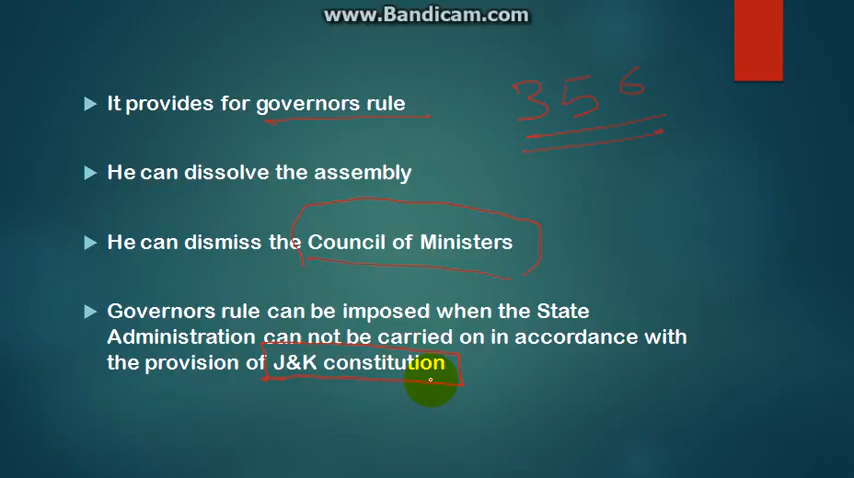 www.Bandicam.com
It provides for governors rule
356
He can dissolve the assembly
He can dismiss the Council of Ministers
Governors rule can be imposed when the State
Administration can not be carried on in accordance with
the provision of J&K constitution